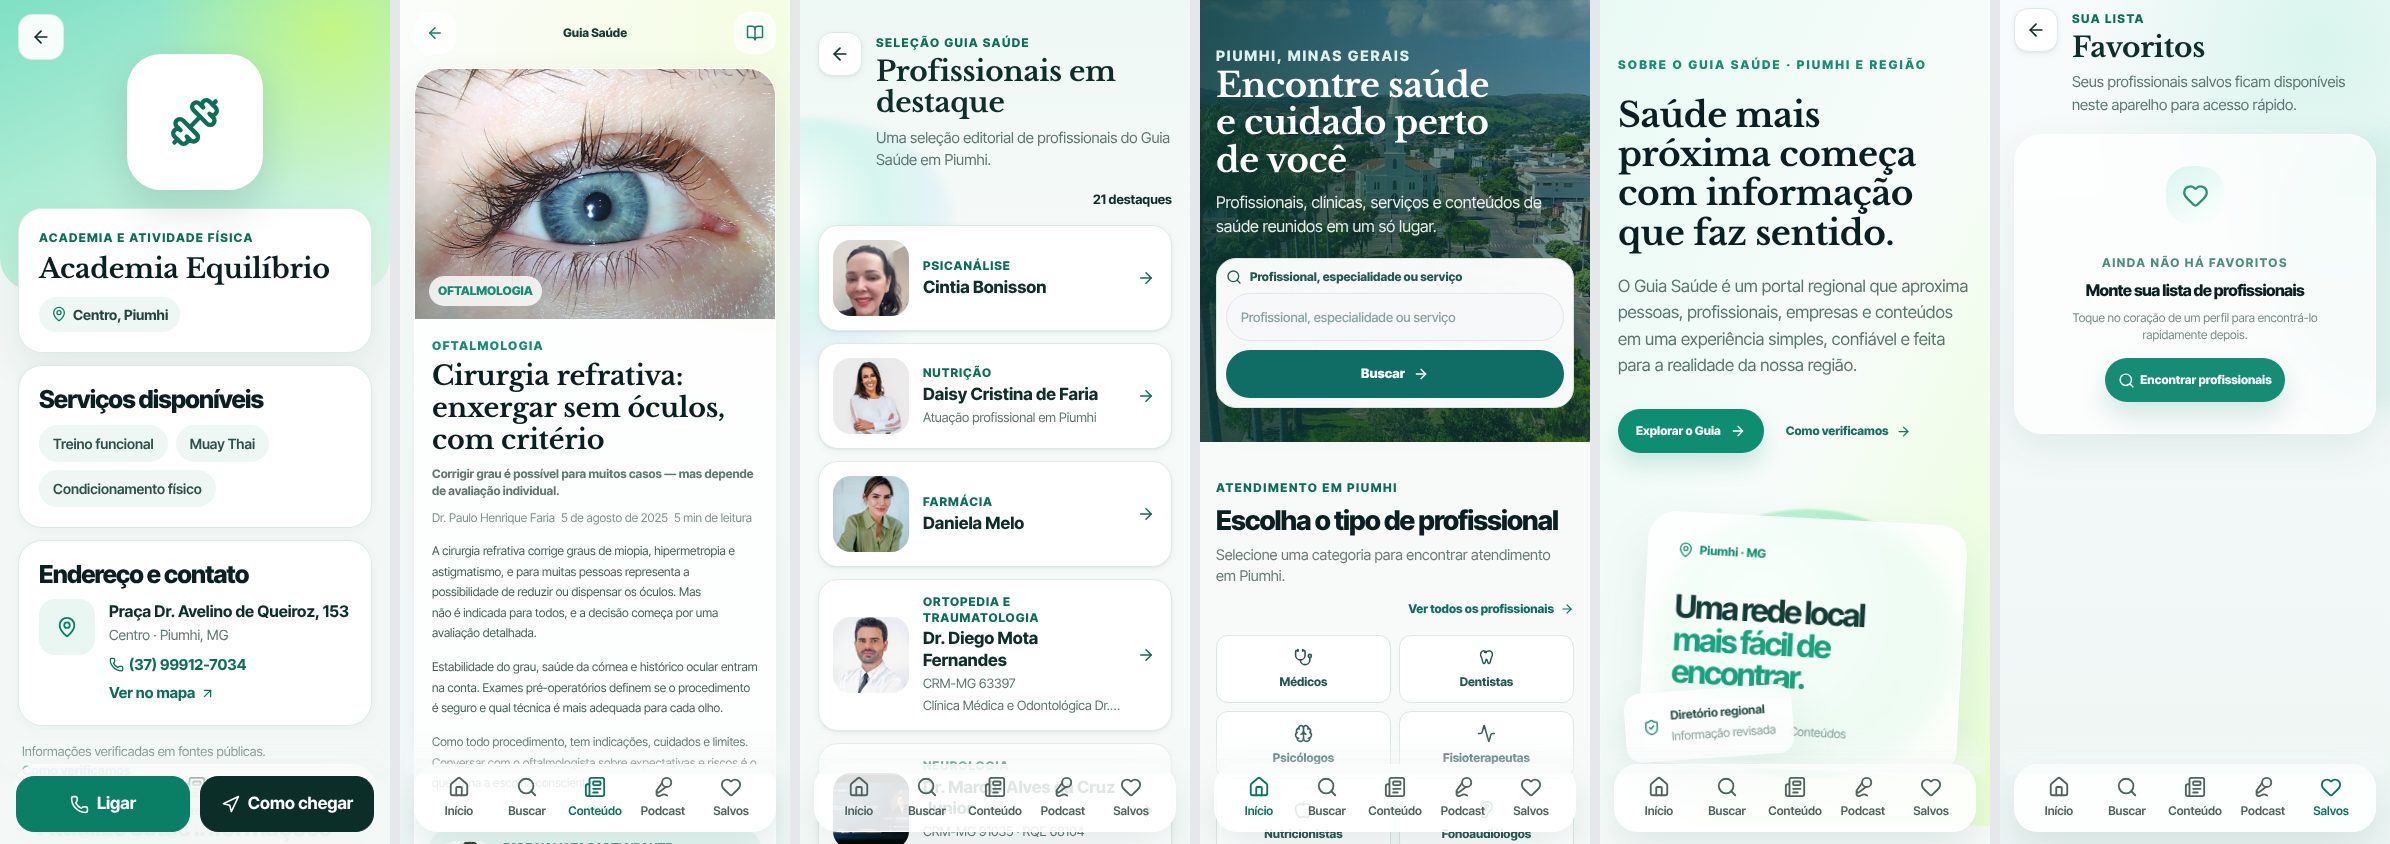 ACADEMIA E ATIVIDADE FÍSICA
Academia Equilíbrio
Centro, Piumhi
Serviços disponíveis
Treino funcional
Muay Thai
Condicionamento físico
Endereço e contato
Praça Dr. Avelino de Queiroz, 153
Centro · Piumhi, MG
(37) 99912-7034
Ver no mapa
Informações verificadas em fontes públicas.
Como verificamos
Ligar
Como chegar
Guia Saúde
OFTALMOLOGIA
OFTALMOLOGIA
Cirurgia refrativa:
enxergar sem óculos,
com critério
Corrigir grau é possível para muitos casos — mas depende
de avaliação individual.
Dr. Paulo Henrique Faria 5 de agosto de 2025 5 min de leitura
A cirurgia refrativa corrige graus de miopia, hipermetropia e
astigmatismo, e para muitas pessoas representa a
possibilidade de reduzir ou dispensar os óculos. Mas
não é indicada para todos, e a decisão começa por uma
avaliação detalhada.
Estabilidade do grau, saúde da córnea e histórico ocular entram
na conta. Exames pré-operatórios definem se o procedimento
é seguro e qual técnica é mais adequada para cada olho.
Como todo procedimento, tem indicações, cuidados e limites.
Conversar com o oftalmologista sobre expectativas e riscos é o
Início
Buscar
Conteúdo
Podcast
Salvos
SELEÇÃO GUIA SAÚDE
Profissionais em
destaque
Uma seleção editorial de profissionais do Guia
Saúde em Piumhi.
21 destaques
PSICANÁLISE
Cintia Bonisson
NUTRIÇÃO
Daisy Cristina de Faria
Atuação profissional em Piumhi
FARMÁCIA
Daniela Melo
ORTOPEDIA E
TRAUMATOLOGIA
Dr. Diego Mota
Fernandes
CRM-MG 63397
Clínica Médica e Odontológica Dr.…
NEUROLOGIA
Início
Buscar
Conteúdo
Podcast
Salvos
PIUMHI, MINAS GERAIS
Encontre saúde
e cuidado perto
de você
Profissionais, clínicas, serviços e conteúdos de
saúde reunidos em um só lugar.
Profissional, especialidade ou serviço
Profissional, especialidade ou serviço
Buscar
ATENDIMENTO EM PIUMHI
Escolha o tipo de profissional
Selecione uma categoria para encontrar atendimento
em Piumhi.
Ver todos os profissionais
Médicos
Dentistas
Psicólogos
Fisioterapeutas
Início
Buscar
Conteúdo
Podcast
Salvos
Nutricionistas
Fonoaudiólogos
SOBRE O GUIA SAÚDE · PIUMHI E REGIÃO
Saúde mais
próxima começa
com informação
que faz sentido.
O Guia Saúde é um portal regional que aproxima
pessoas, profissionais, empresas e conteúdos
em uma experiência simples, confiável e feita
para a realidade da nossa região.
Explorar o Guia
Como verificamos
Piumhi · MG
Uma rede local
mais fácil de
encontrar.
Diretório regional
Informação revisada
Conteúdos
Início
Buscar
Conteúdo
Podcast
Salvos
SUA LISTA
Favoritos
Seus profissionais salvos ficam disponíveis
neste aparelho para acesso rápido.
AINDA NÃO HÁ FAVORITOS
Monte sua lista de profissionais
Toque no coração de um perfil para encontrá-lo
rapidamente depois.
Encontrar profissionais
Início
Buscar
Conteúdo
Podcast
Salvos